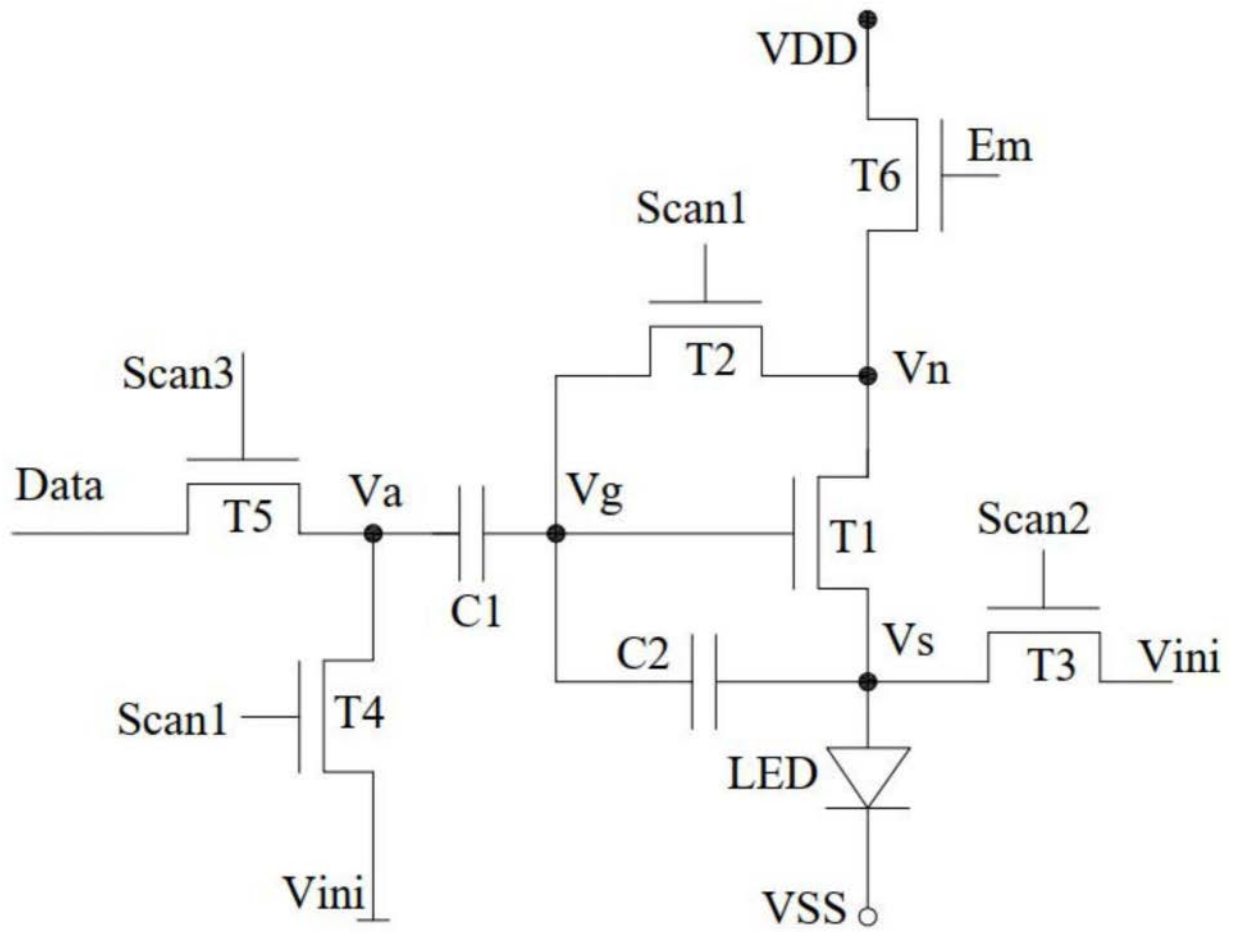 VDD
Em
T6
Scan1
T2
Vn
Scan3
Data
T5
Va
Vg
T1
Scan2
C1
C2
Vs
T3
Vini
Scan1
T4
LED
Vini
VSS